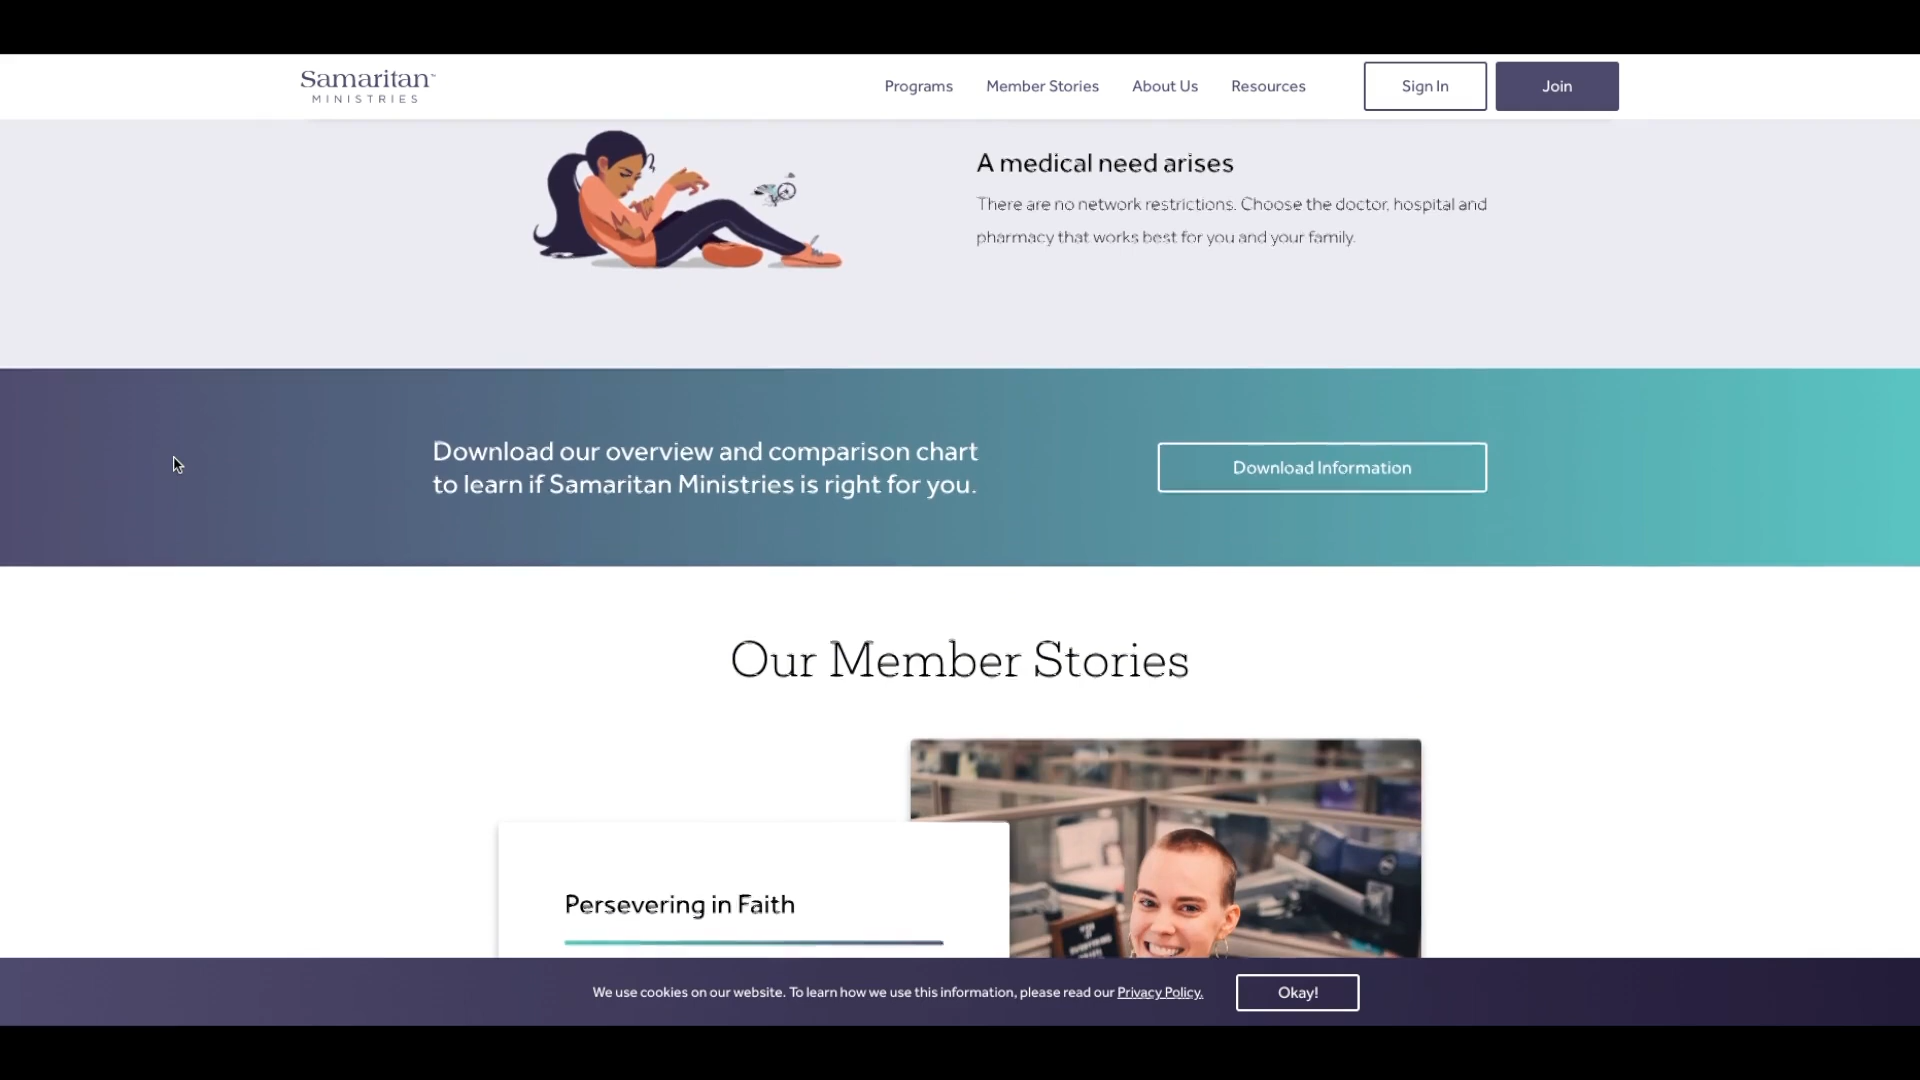 Samaritan™
MINISTRIES
Programs
Member Stories
About Us
Resources
Sign In
Join
A medical need arises
There are no network restrictions. Choose the doctor, hospital and
pharmacy that works best for you and your family.
Download our overview and comparison chart
to learn if Samaritan Ministries is right for you.
Download Information
Our Member Stories
Persevering in Faith
We use cookies on our website. To learn how we use this information, please read our Privacy Policy.
Okay!